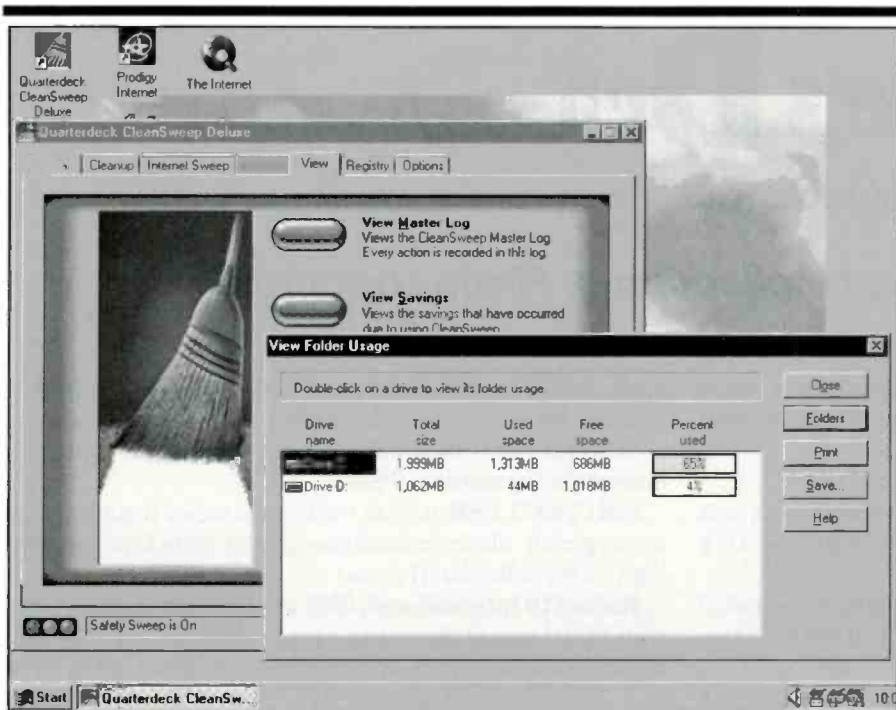 Quarterdeck
CleanSweep
Deluxe
Prodigy
Internet
The Internet
Quarterdeck CleanSweep Deluxe
Cleanup
Internet Sweep
View
Registry
Options
View Master Log
Views the CleanSweep Master Log
Every action is recorded in this log
View Savings
Views the savings that have occurred
due to using CleanSweep
View Folder Usage
Double-click on a drive to view its folder usage
Drive name Total size Used space Free space Percent used
1,999MB 1,313MB 686MB 65%
Drive D: 1,062MB 44MB 1,018MB 4%
Close
Folders
Print
Save...
Help
Safety Sweep is On
Start
Quarterdeck CleanSw...